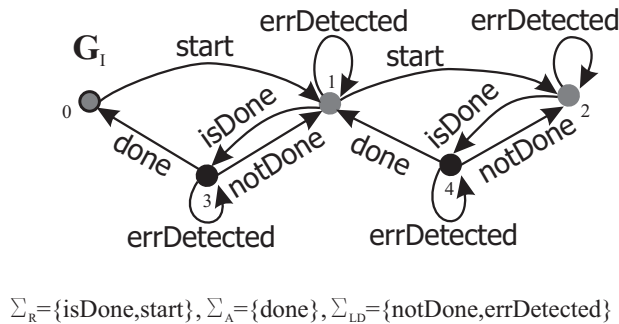 errDetected
errDetected
G_I
start
start
0
1
2
isDone
isDone
done
notDone
done
notDone
3
4
errDetected
errDetected
Σ_R={isDone,start}, Σ_A={done}, Σ_LD={notDone,errDetected}